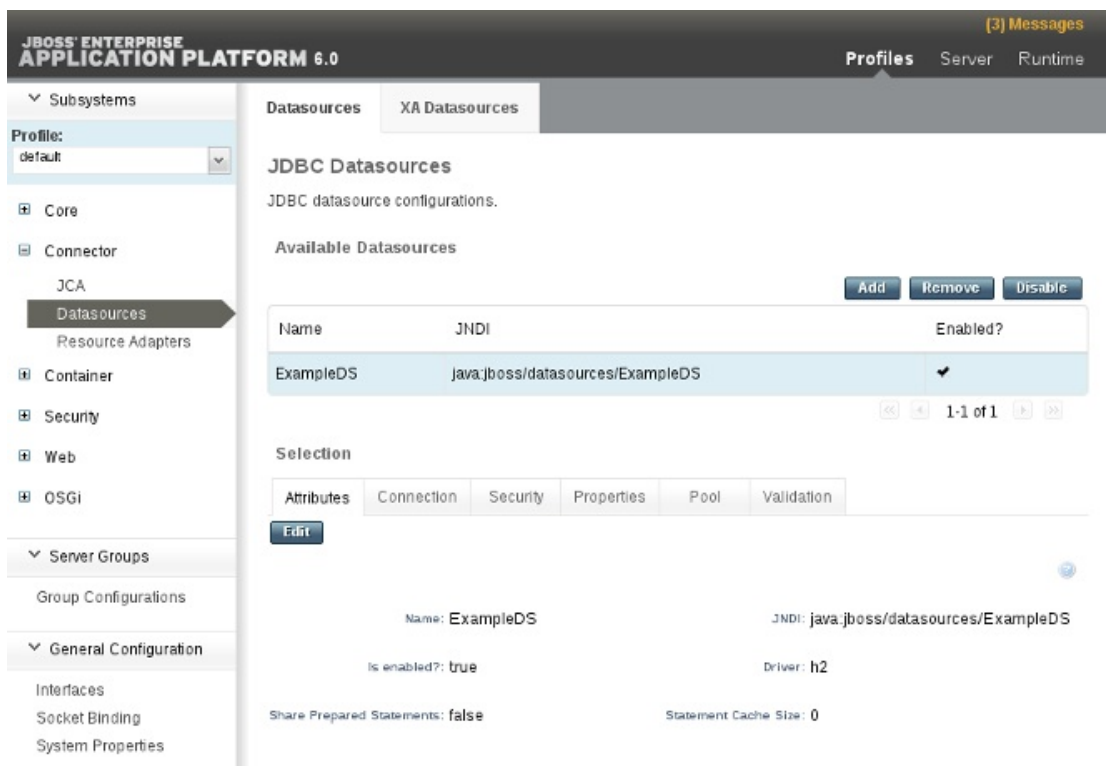 (3) Messages
JBOSS' ENTERPRISE
APPLICATION PLATFORM 6.0
Profiles Server Runtime
Subsystems
Profile:
default
Core
Connector
JCA
Datasources
Resource Adapters
Container
Security
Web
OSGi
Server Groups
Group Configurations
General Configuration
Interfaces
Socket Binding
System Properties
Datasources XA Datasources
JDBC Datasources
JDBC datasource configurations.
Available Datasources
Add Remove Disable
Name JNDI Enabled?
ExampleDS java:jboss/datasources/ExampleDS
1-1 of 1
Selection
Attributes Connection Security Properties Pool Validation
Edit
Name: ExampleDS JNDI: java:jboss/datasources/ExampleDS
Is enabled?: true Driver: h2
Share Prepared Statements: false Statement Cache Size: 0